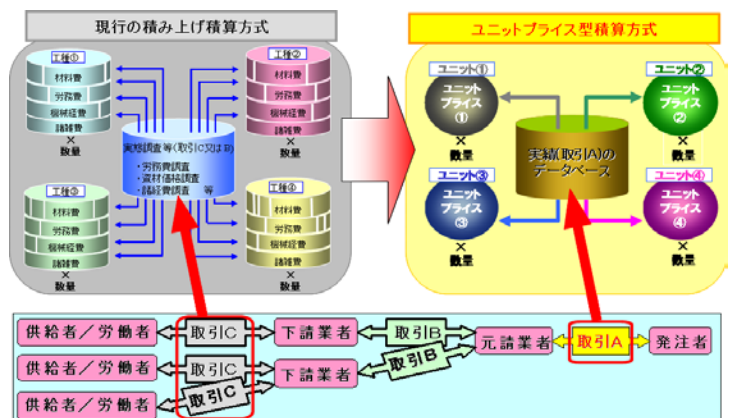 現行の積み上げ積算方式
ユニットプライス型積算方式
工種①
材料費
労務費
機械経費
諸雑費
×
数量
工種②
材料費
労務費
機械経費
諸雑費
×
数量
実態調査等(取引C又はB)
・労務費調査
・資材価格調査
・諸経費調査 等
工種③
材料費
労務費
機械経費
諸雑費
×
数量
工種④
材料費
労務費
機械経費
諸雑費
×
数量
ユニット①
ユニット
プライス
①
×
数量
ユニット②
ユニット
プライス
②
×
数量
実績(取引A)の
データベース
ユニット③
ユニット
プライス
③
×
数量
ユニット④
ユニット
プライス
④
×
数量
供給者／労働者
取引C
下請業者
取引B
元請業者
取引A
発注者
供給者／労働者
取引C
下請業者
取引B
供給者／労働者
取引C